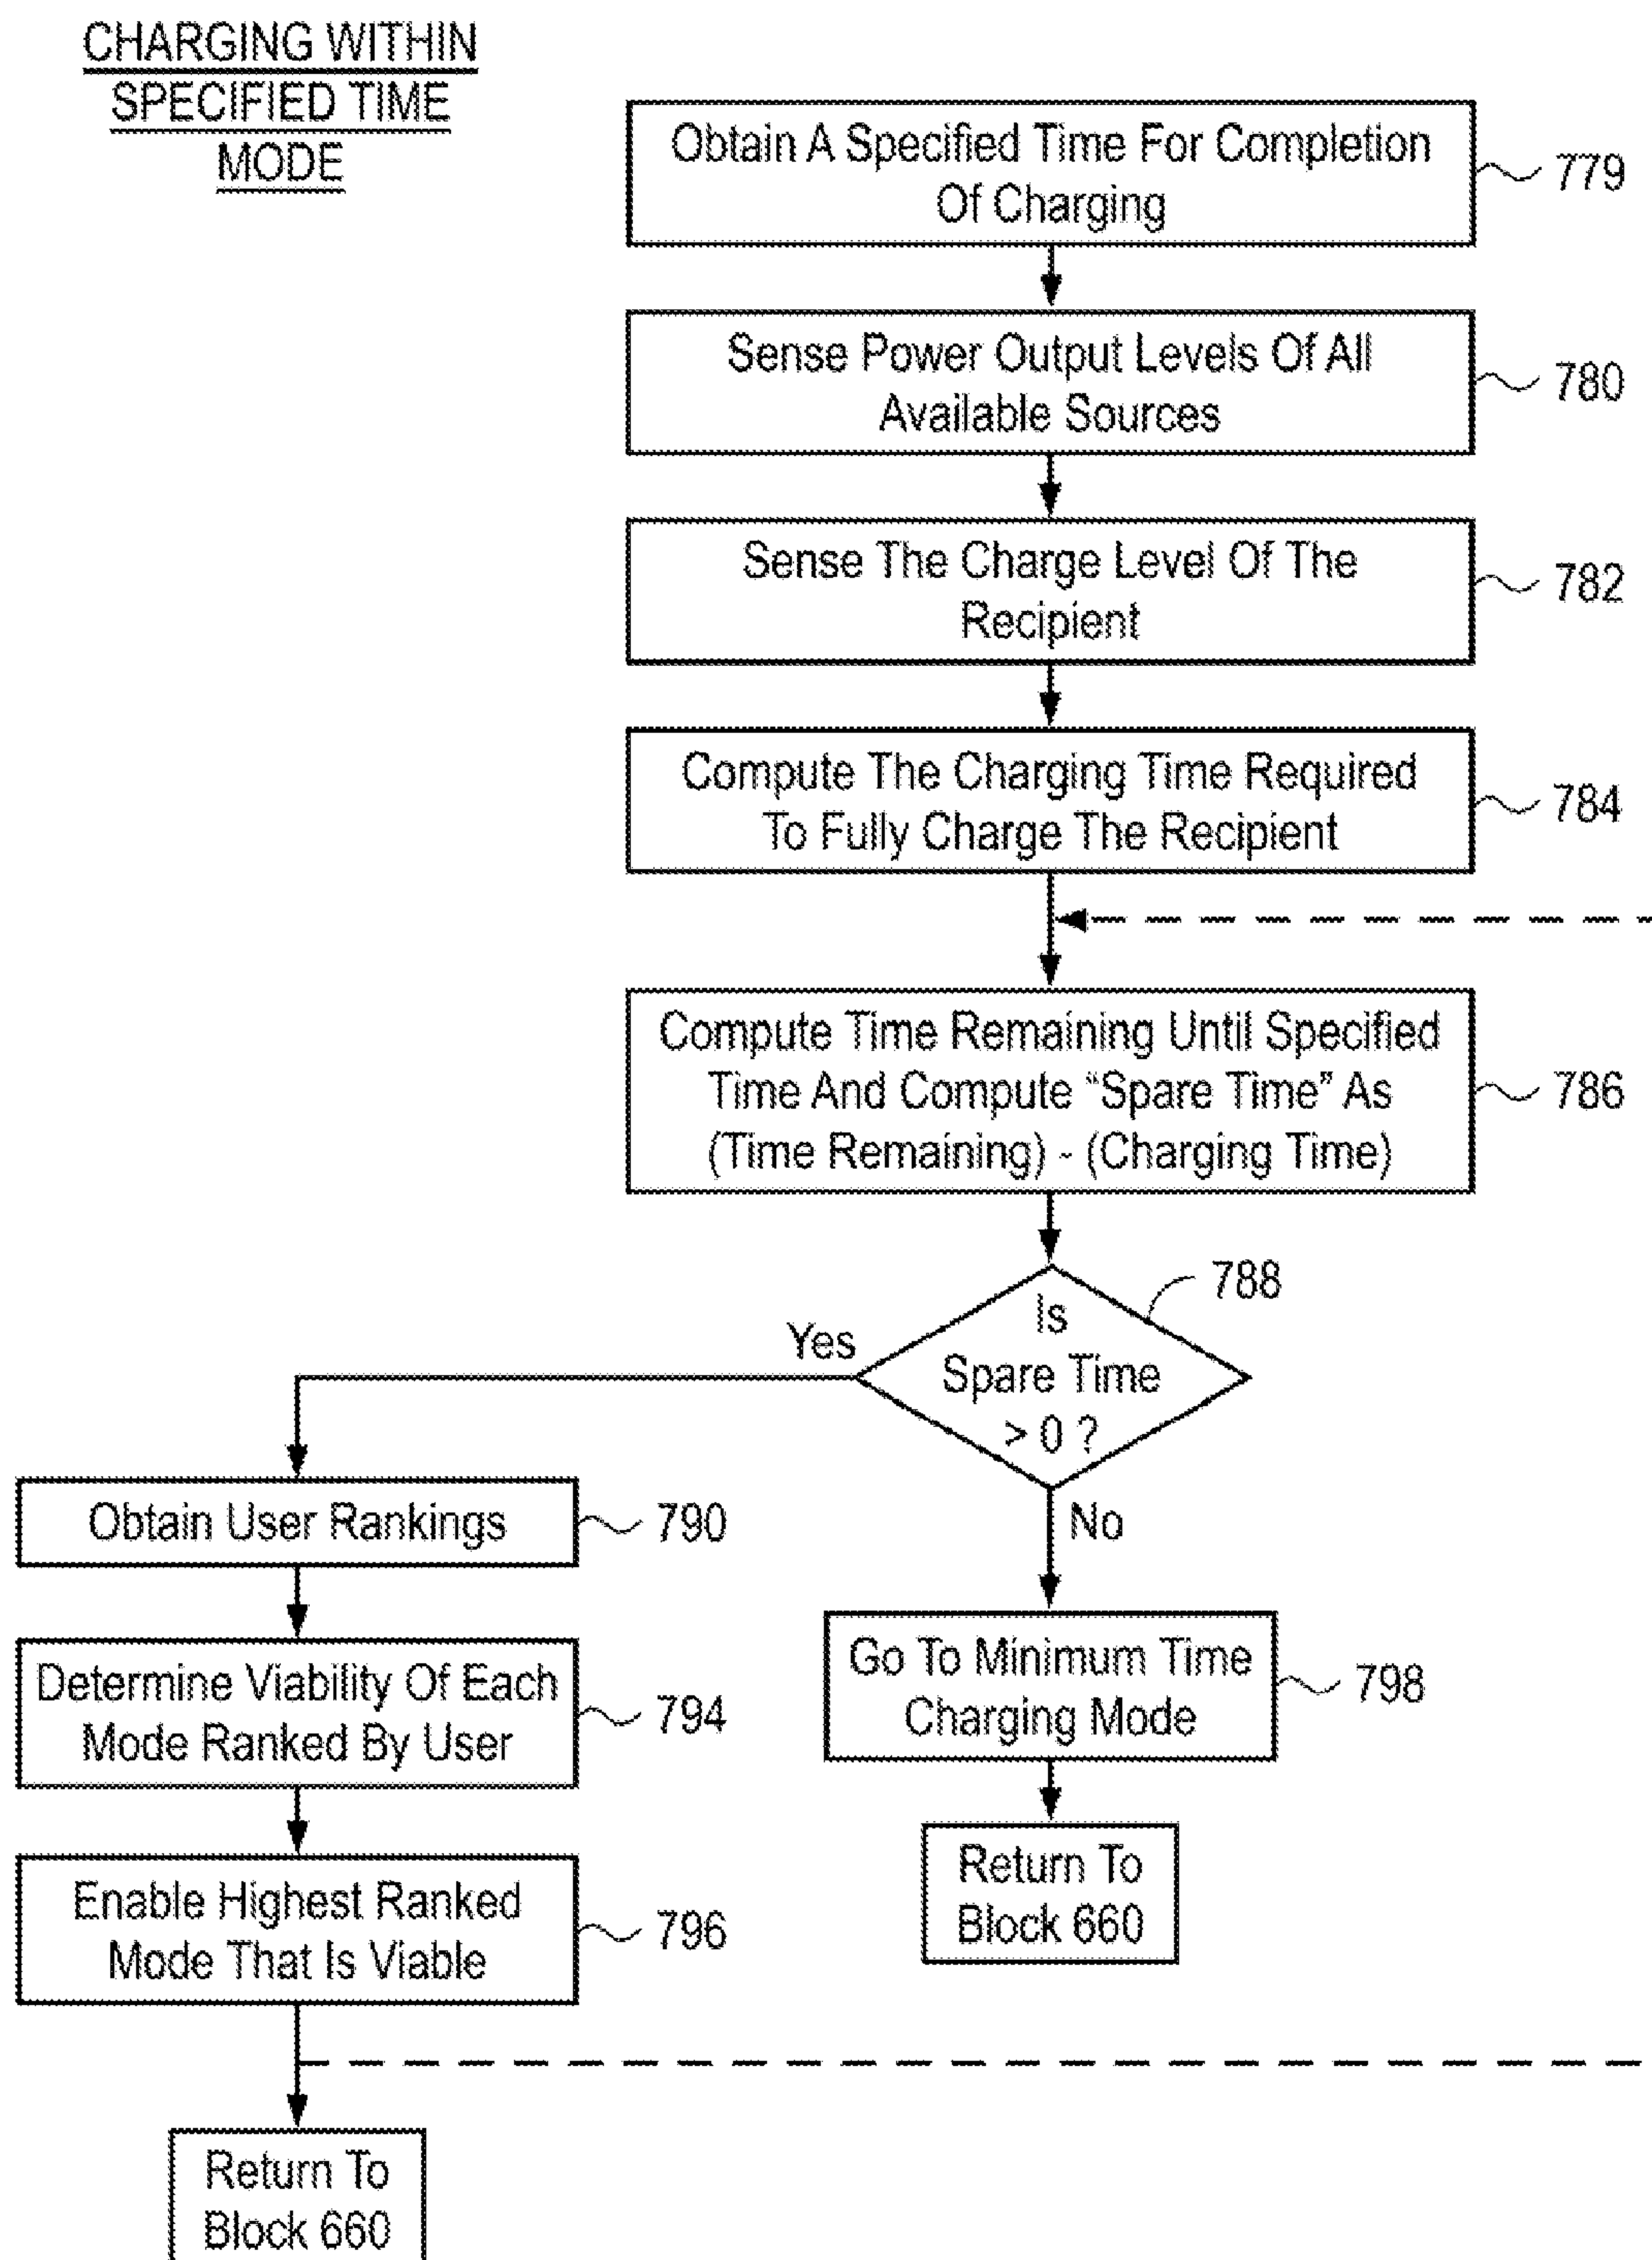 CHARGING WITHIN
SPECIFIED TIME
MODE
Obtain A Specified Time For Completion
Of Charging
779
Sense Power Output Levels Of All
Available Sources
780
Sense The Charge Level Of The
Recipient
782
Compute The Charging Time Required
To Fully Charge The Recipient
784
Compute Time Remaining Until Specified
Time And Compute “Spare Time” As
(Time Remaining) - (Charging Time)
786
788
Is
Spare Time
> 0 ?
Yes
No
Obtain User Rankings
790
Determine Viability Of Each
Mode Ranked By User
794
Enable Highest Ranked
Mode That Is Viable
796
Return To
Block 660
Go To Minimum Time
Charging Mode
798
Return To
Block 660